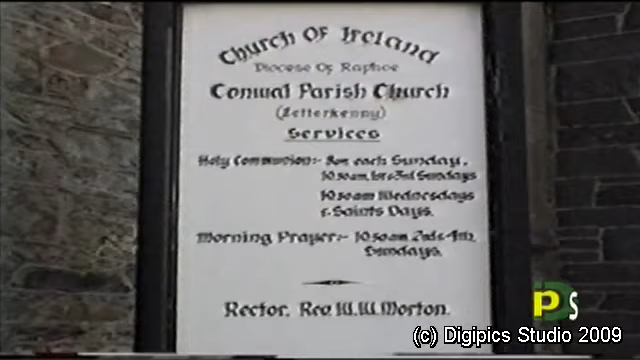 Church Of Ireland
Diocese Of Raphoe
Conwal Parish Church
(Letterkenny)
Services
Holy Communion:- 8am each Sunday.
10.30am, 1st & 3rd Sundays
10.30am Wednesdays
& Saints Days.
Morning Prayer:- 10.30am 2nd & 4th
Sundays.
Rector. Rev. W.W. Morton.
PS
(c) Digipics Studio 2009